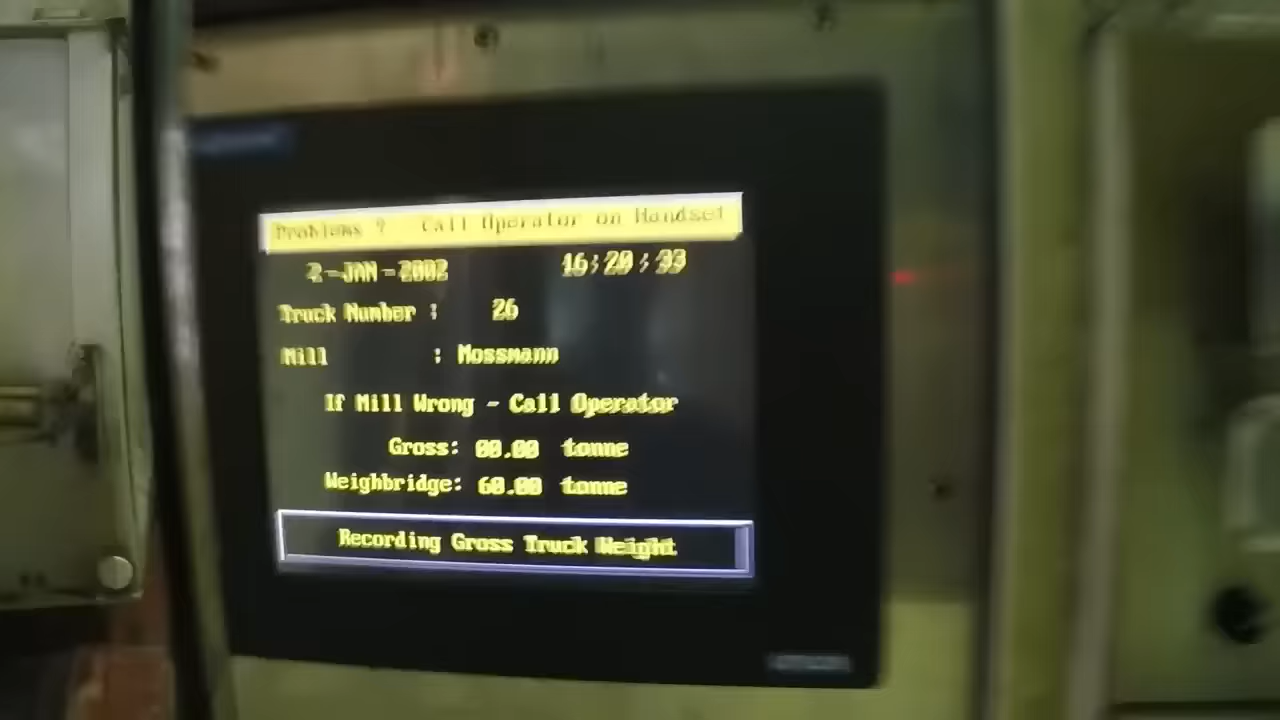 Problems ? Call Operator on Handset
2-JAN-2002 16:20:33
Truck Number : 26
Mill : Mossmann
If Mill Wrong - Call Operator
Gross: 00.00 tonne
Weighbridge: 60.00 tonne
Recording Gross Truck Weight